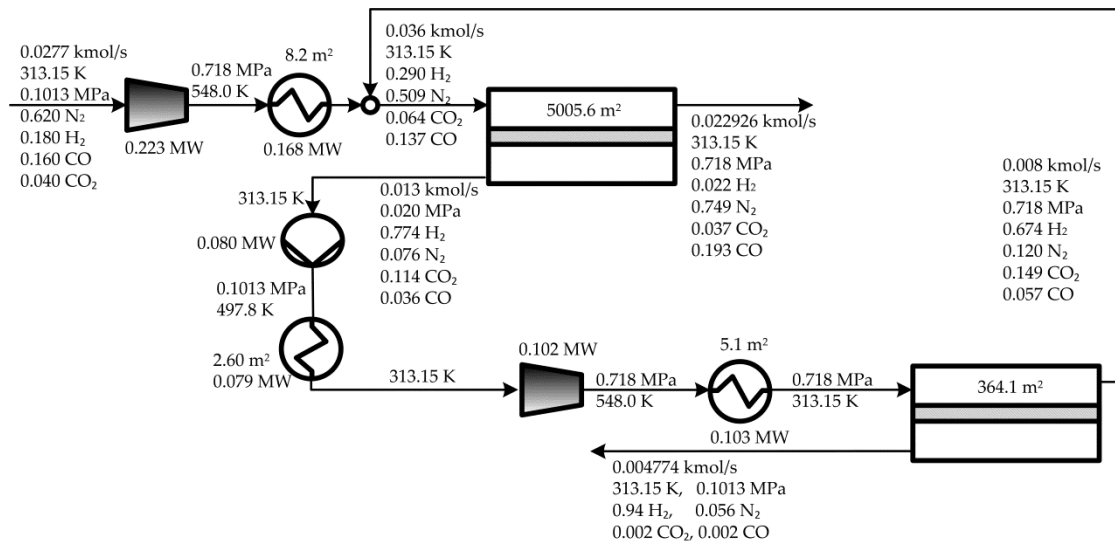 0.0277 kmol/s
313.15 K
0.1013 MPa
0.620 N₂
0.180 H₂
0.160 CO
0.040 CO₂
0.223 MW
0.718 MPa
548.0 K
8.2 m²
0.168 MW
0.036 kmol/s
313.15 K
0.290 H₂
0.509 N₂
0.064 CO₂
0.137 CO
5005.6 m²
0.022926 kmol/s
313.15 K
0.718 MPa
0.022 H₂
0.749 N₂
0.037 CO₂
0.193 CO
0.008 kmol/s
313.15 K
0.718 MPa
0.674 H₂
0.120 N₂
0.149 CO₂
0.057 CO
313.15 K
0.013 kmol/s
0.020 MPa
0.774 H₂
0.076 N₂
0.114 CO₂
0.036 CO
0.080 MW
0.1013 MPa
497.8 K
2.60 m²
0.079 MW
313.15 K
0.102 MW
0.718 MPa
548.0 K
5.1 m²
0.103 MW
0.718 MPa
313.15 K
364.1 m²
0.004774 kmol/s
313.15 K, 0.1013 MPa
0.94 H₂, 0.056 N₂
0.002 CO₂, 0.002 CO